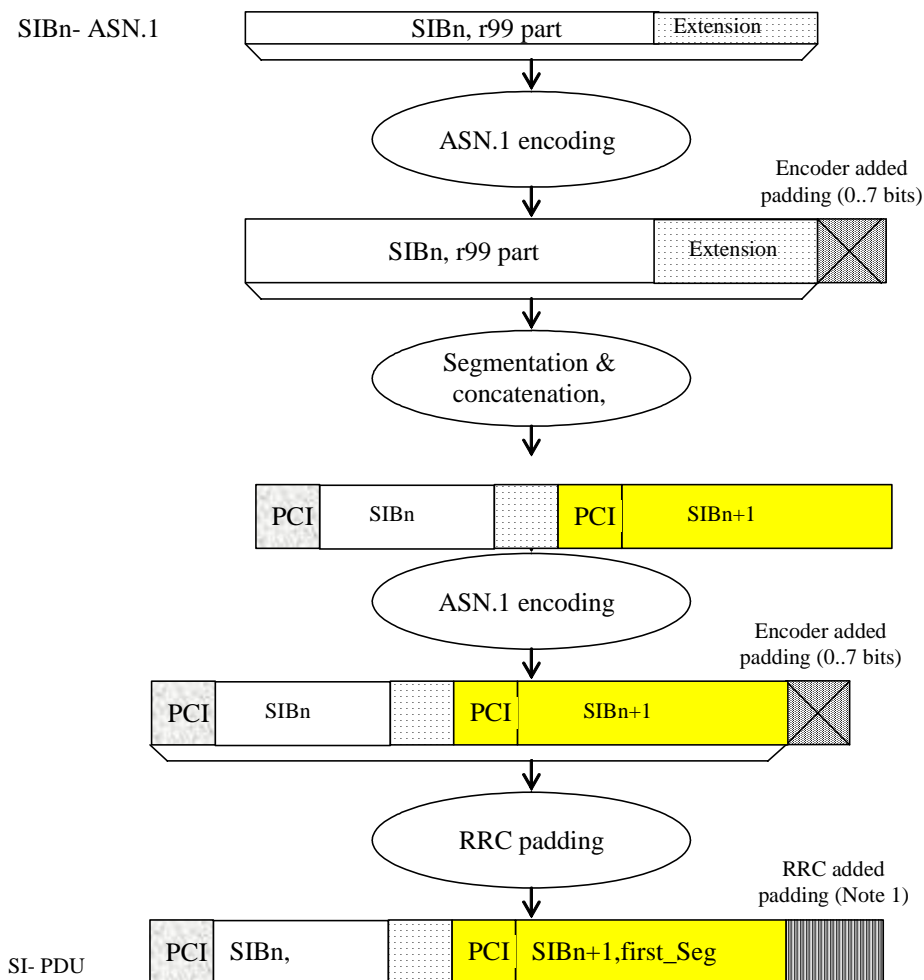 SIBn- ASN.1
SIBn, r99 part
Extension
ASN.1 encoding
Encoder added
padding (0..7 bits)
SIBn, r99 part
Extension
Segmentation &
concatenation,
PCI
SIBn
PCI
SIBn+1
ASN.1 encoding
Encoder added
padding (0..7 bits)
PCI
SIBn
PCI
SIBn+1
RRC padding
RRC added
padding (Note 1)
SI- PDU
PCI
SIBn,
PCI
SIBn+1,first_Seg